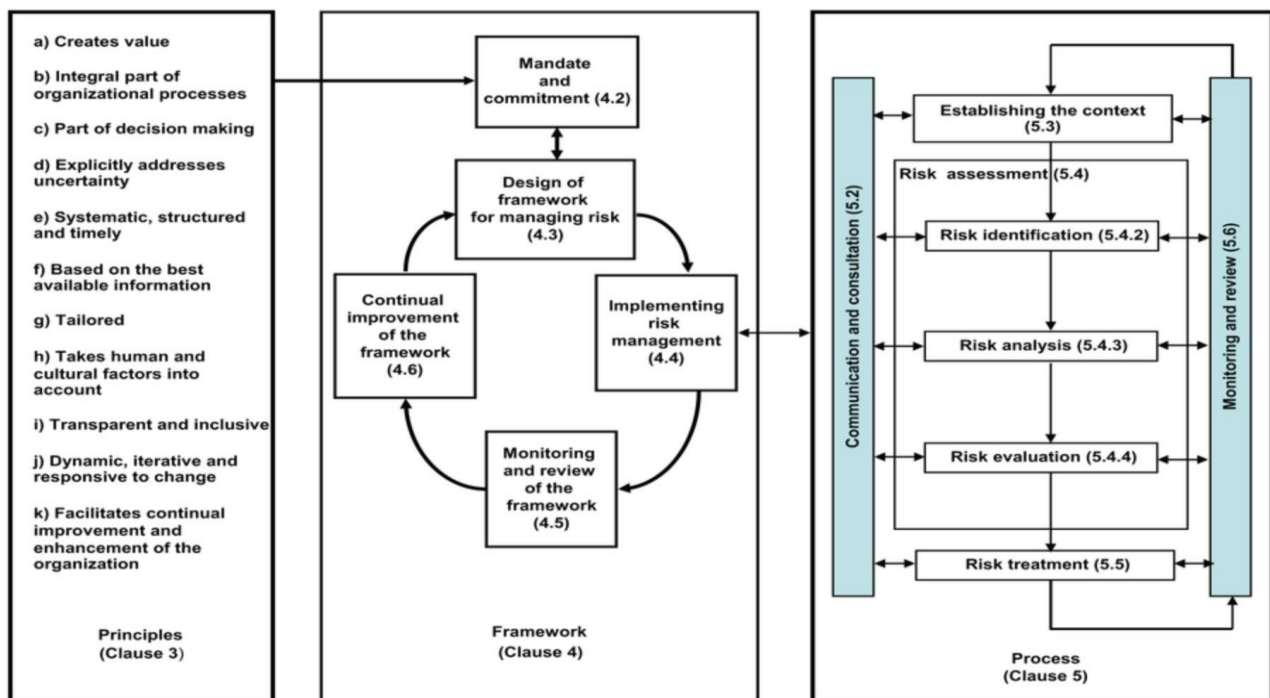 a) Creates value
b) Integral part of
organizational processes
c) Part of decision making
d) Explicitly addresses
uncertainty
e) Systematic, structured
and timely
f) Based on the best
available information
g) Tailored
h) Takes human and
cultural factors into
account
i) Transparent and inclusive
j) Dynamic, iterative and
responsive to change
k) Facilitates continual
improvement and
enhancement of the
organization
Principles
(Clause 3)
Mandate
and
commitment (4.2)
Design of
framework
for managing risk
(4.3)
Implementing
risk
management
(4.4)
Monitoring
and review
of the
framework
(4.5)
Continual
improvement
of the
framework
(4.6)
Framework
(Clause 4)
Communication and consultation (5.2)
Establishing the context
(5.3)
Risk assessment (5.4)
Risk identification (5.4.2)
Risk analysis (5.4.3)
Risk evaluation (5.4.4)
Risk treatment (5.5)
Monitoring and review (5.6)
Process
(Clause 5)